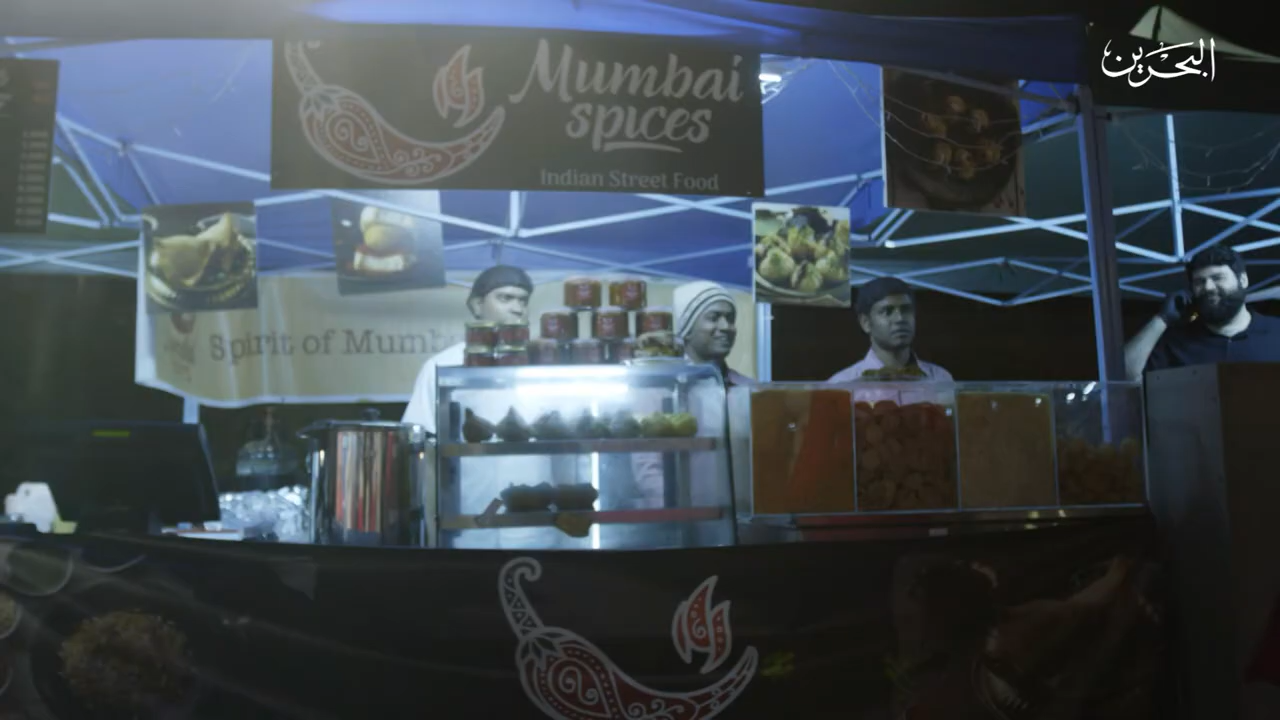 البحرين
Mumbai
spices
Indian Street Food
Spirit of Mumb